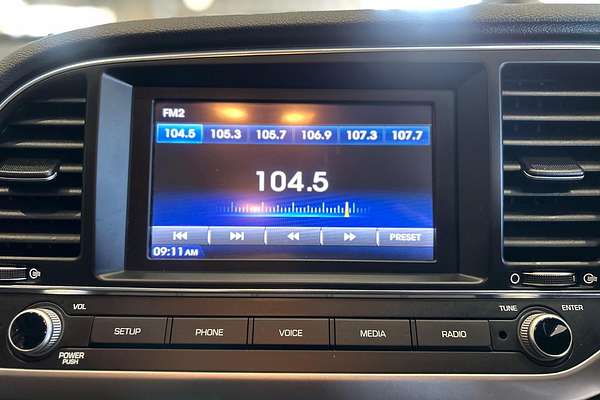 FM2
104.5 105.3 105.7 106.9 107.3 107.7
104.5
PRESET
09:11 AM
VOL
TUNE ENTER
SETUP PHONE VOICE MEDIA RADIO
POWER
PUSH